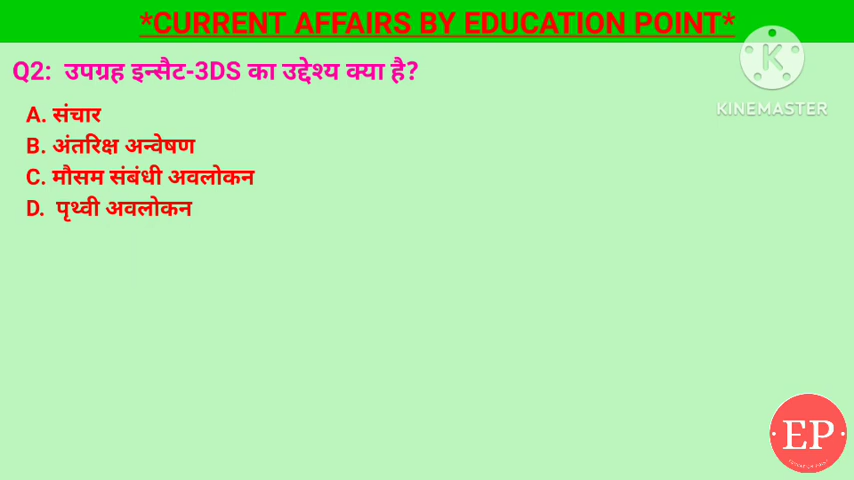 *CURRENT AFFAIRS BY EDUCATION POINT*
Q2: उपग्रह इन्सैट-3DS का उद्देश्य क्या है?
KINEMASTER
A. संचार
B. अंतरिक्ष अन्वेषण
C. मौसम संबंधी अवलोकन
D. पृथ्वी अवलोकन
EP